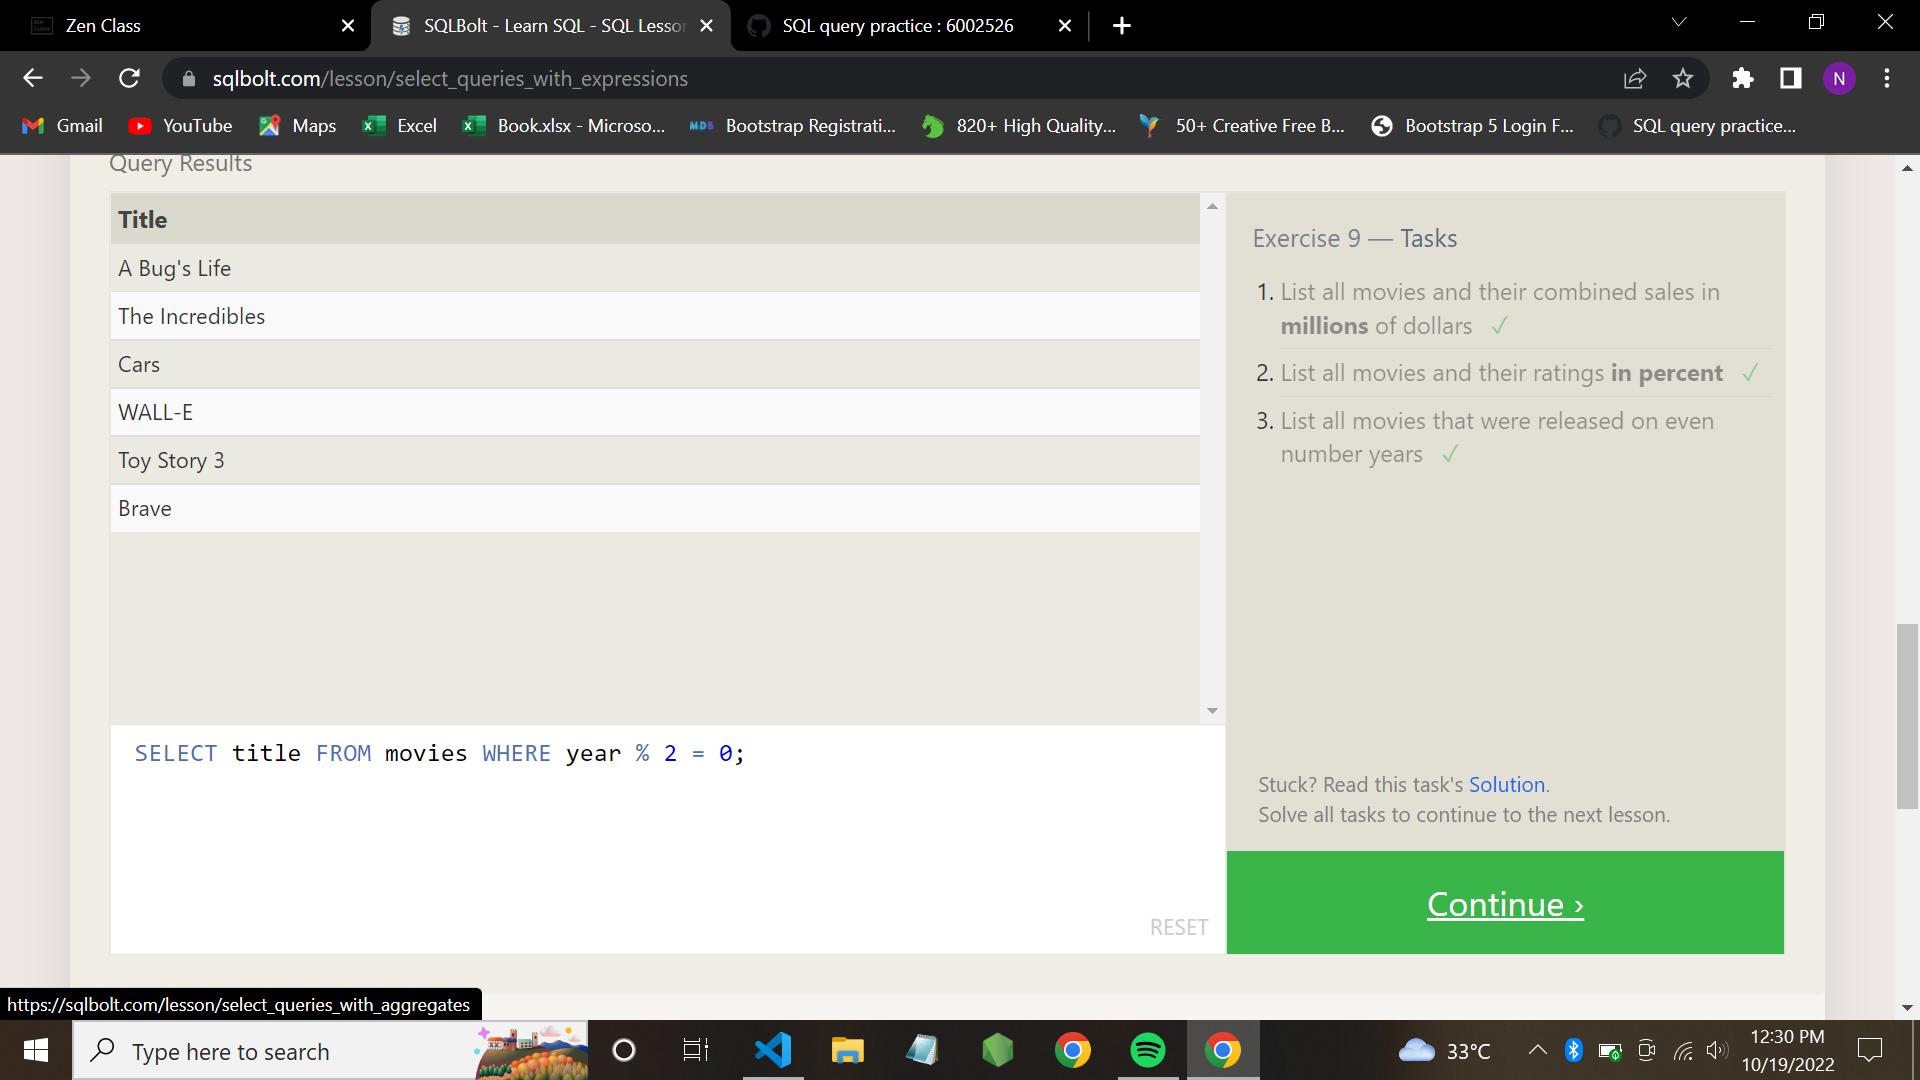 Zen Class
SQLBolt - Learn SQL - SQL Lesso
SQL query practice : 6002526
sqlbolt.com/lesson/select_queries_with_expressions
N
Gmail
YouTube
Maps
Excel
Book.xlsx - Microso...
MDB
Bootstrap Registrati...
820+ High Quality...
50+ Creative Free B...
Bootstrap 5 Login F...
SQL query practice...
Query Results
Title
A Bug's Life
The Incredibles
Cars
WALL-E
Toy Story 3
Brave
SELECT title FROM movies WHERE year % 2 = 0;
RESET
Exercise 9 — Tasks
1. List all movies and their combined sales in
millions of dollars ✓
2. List all movies and their ratings in percent ✓
3. List all movies that were released on even
number years ✓
Stuck? Read this task's Solution.
Solve all tasks to continue to the next lesson.
Continue ›
https://sqlbolt.com/lesson/select_queries_with_aggregates
Type here to search
33°C
12:30 PM
10/19/2022